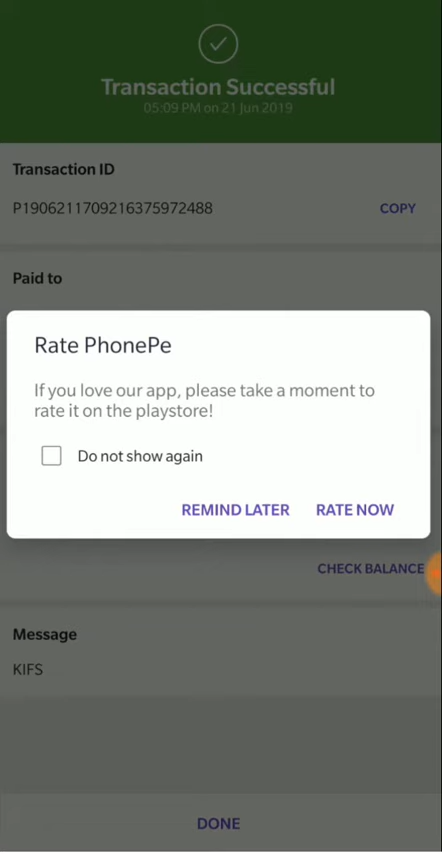 Transaction Successful
05:09 PM on 21 Jun 2019
Transaction ID
P1906211709216375972488
COPY
Paid to
Rate PhonePe
If you love our app, please take a moment to
rate it on the playstore!
Do not show again
REMIND LATER
RATE NOW
CHECK BALANCE
Message
KIFS
DONE